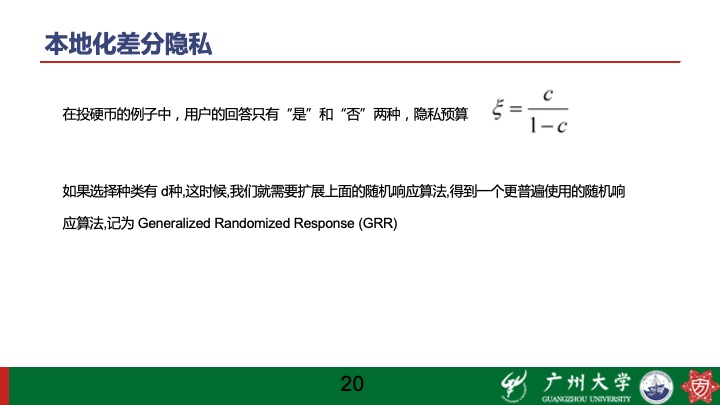 本地化差分隐私
在投硬币的例子中，用户的回答只有“是”和“否”两种，隐私预算 ξ = c / (1−c)
如果选择种类有 d种,这时候,我们就需要扩展上面的随机响应算法,得到一个更普遍使用的随机响
应算法,记为 Generalized Randomized Response (GRR)
20
广州大学
GUANGZHOU UNIVERSITY